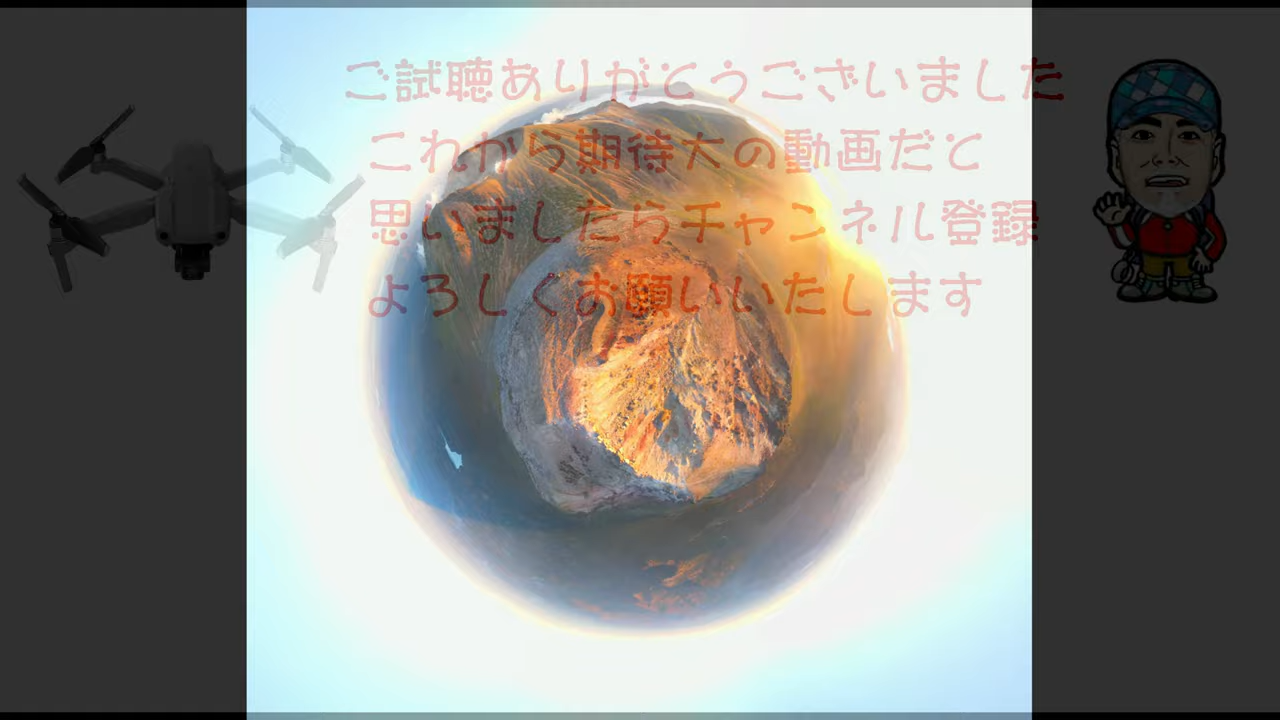 ご試聴ありがとうございました
これから期待大の動画だと
思いましたらチャンネル登録
よろしくお願いいたします